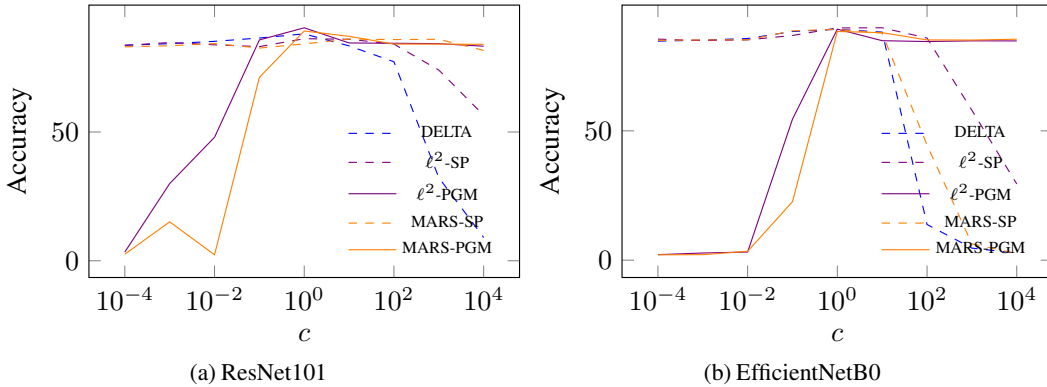 Accuracy
50
0
DELTA
ℓ²-SP
ℓ²-PGM
MARS-SP
MARS-PGM
10⁻⁴
10⁻²
10⁰
10²
10⁴
c
(a) ResNet101
Accuracy
50
0
DELTA
ℓ²-SP
ℓ²-PGM
MARS-SP
MARS-PGM
10⁻⁴
10⁻²
10⁰
10²
10⁴
c
(b) EfficientNetB0